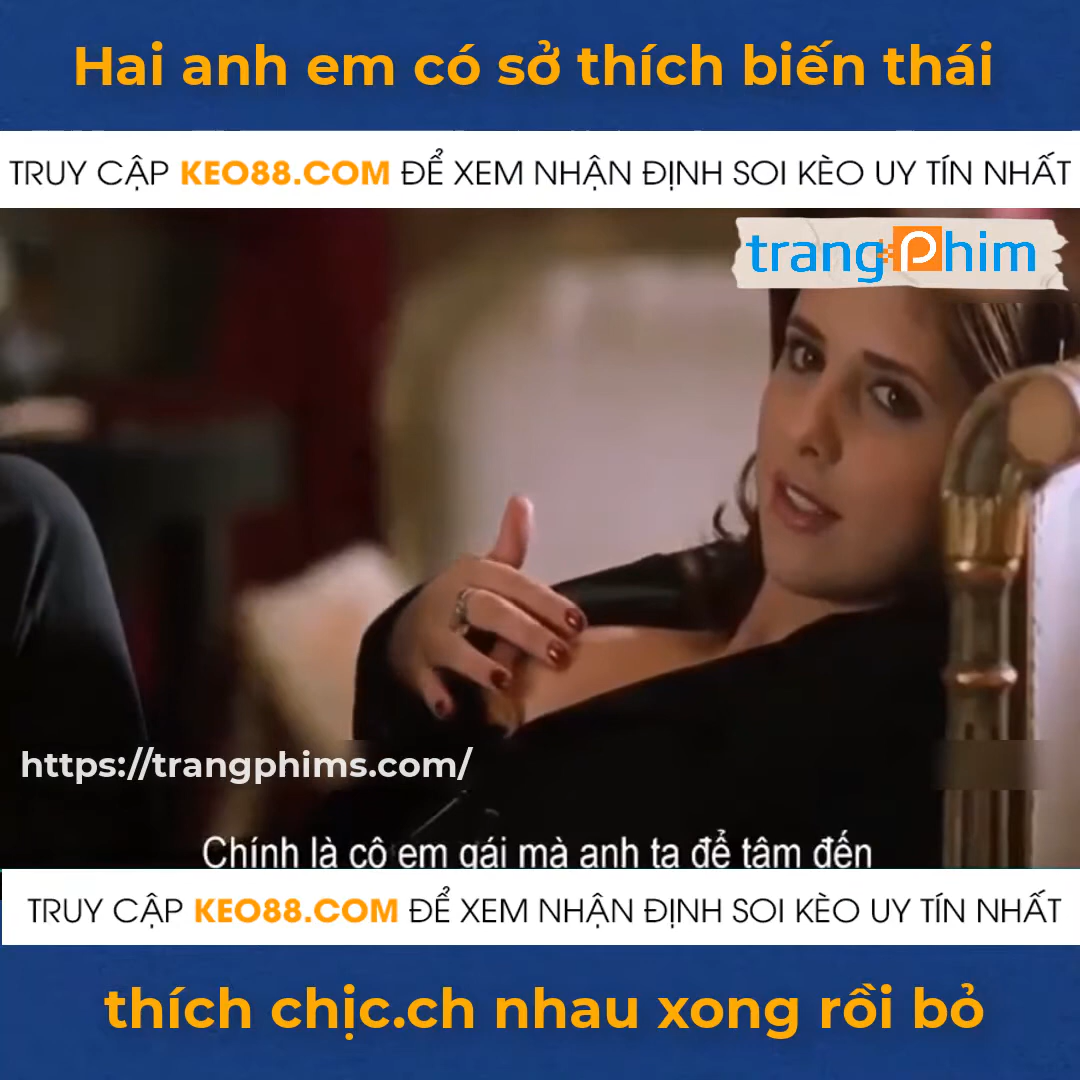 Hai anh em có sở thích biến thái
TRUY CẬP KEO88.COM ĐỂ XEM NHẬN ĐỊNH SOI KÈO UY TÍN NHẤT
trangPhim
https://trangphims.com/
Chính là cô em gái mà anh ta để tâm đến
TRUY CẬP KEO88.COM ĐỂ XEM NHẬN ĐỊNH SOI KÈO UY TÍN NHẤT
thích chịc.ch nhau xong rồi bỏ